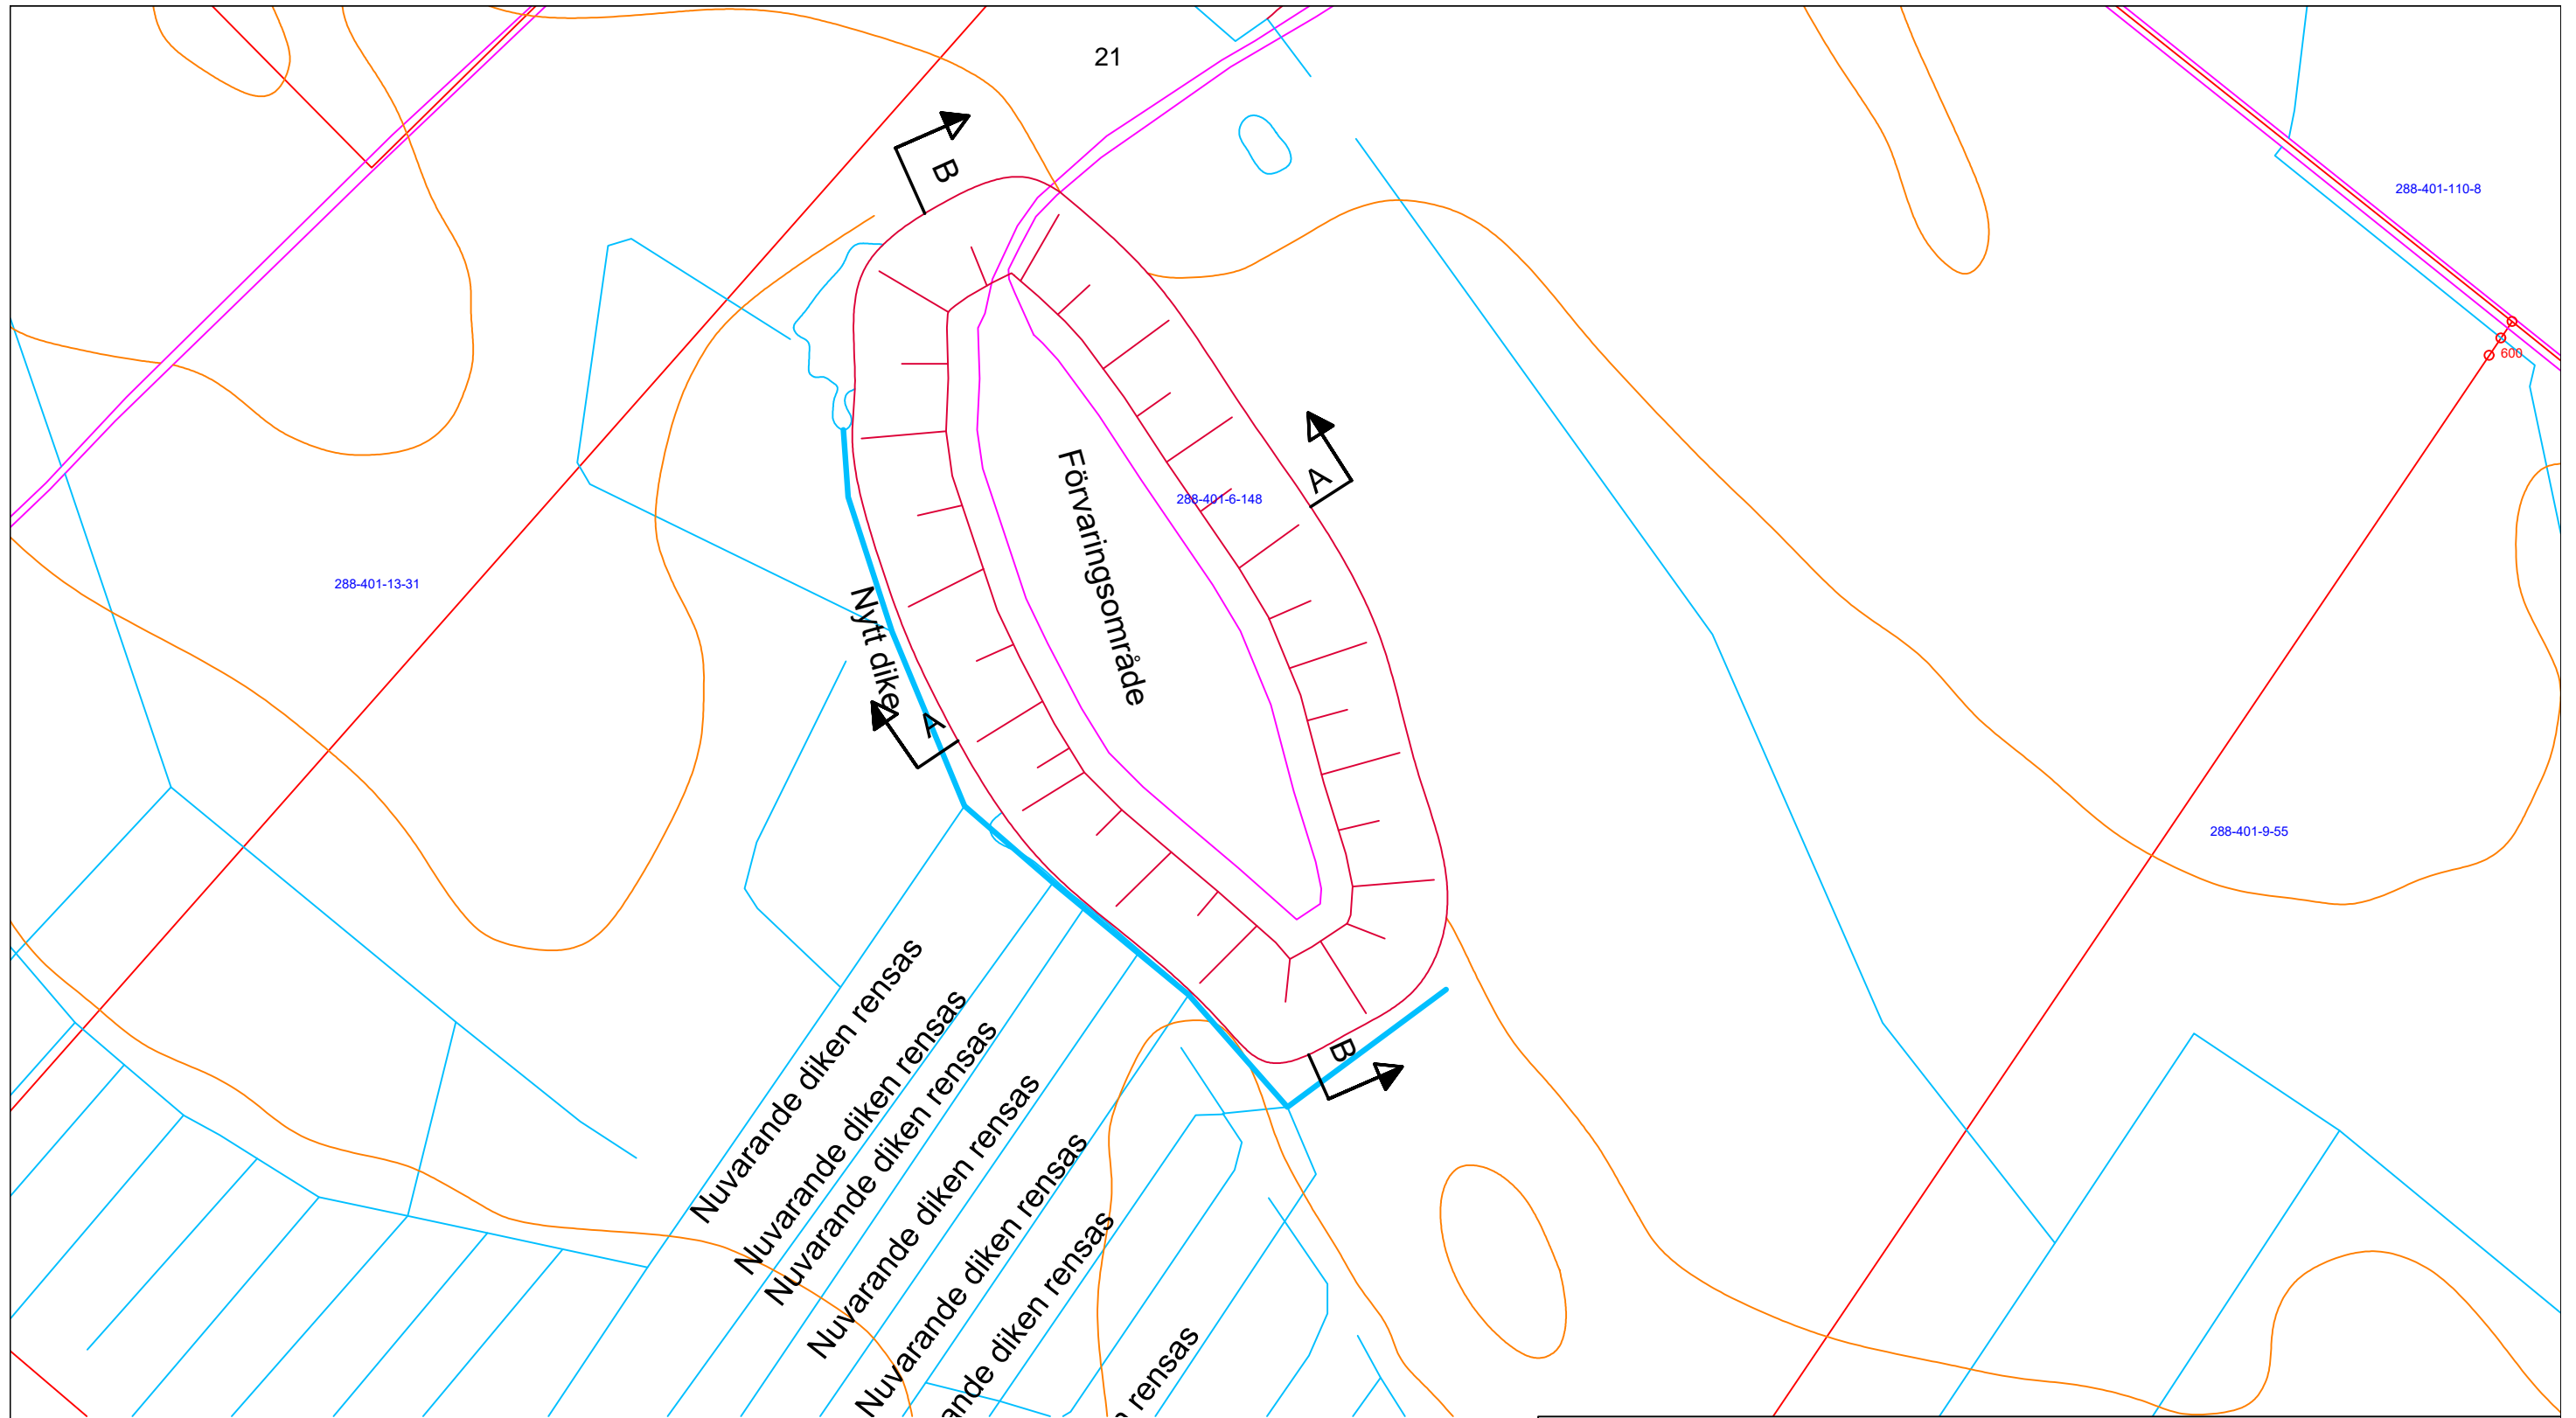 21
B
288-401-110-8
600
A
288-401-6-148
Förvaringsområde
288-401-13-31
Nytt dike
A
288-401-9-55
B
Nuvarande diken rensas
Nuvarande diken rensas
Nuvarande diken rensas
Nuvarande diken rensas
Nuvarande diken rensas
ande diken rensas
rensas